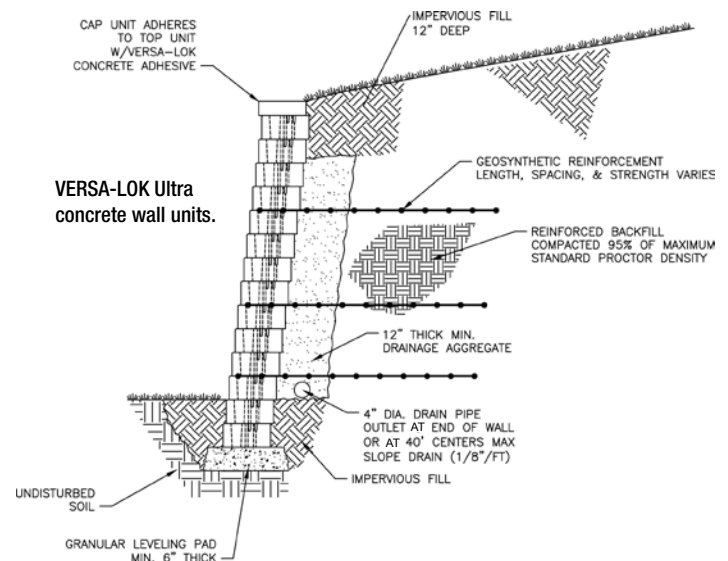 CAP UNIT ADHERES
TO TOP UNIT
W/VERSA-LOK
CONCRETE ADHESIVE
IMPERVIOUS FILL
12" DEEP
VERSA-LOK Ultra
concrete wall units.
GEOSYNTHETIC REINFORCEMENT
LENGTH, SPACING, & STRENGTH VARIES
REINFORCED BACKFILL
COMPACTED 95% OF MAXIMUM
STANDARD PROCTOR DENSITY
12" THICK MIN.
DRAINAGE AGGREGATE
4" DIA. DRAIN PIPE
OUTLET AT END OF WALL
OR AT 40' CENTERS MAX
SLOPE DRAIN (1/8"/FT)
IMPERVIOUS FILL
UNDISTURBED
SOIL
GRANULAR LEVELING PAD
MIN. 6" THICK